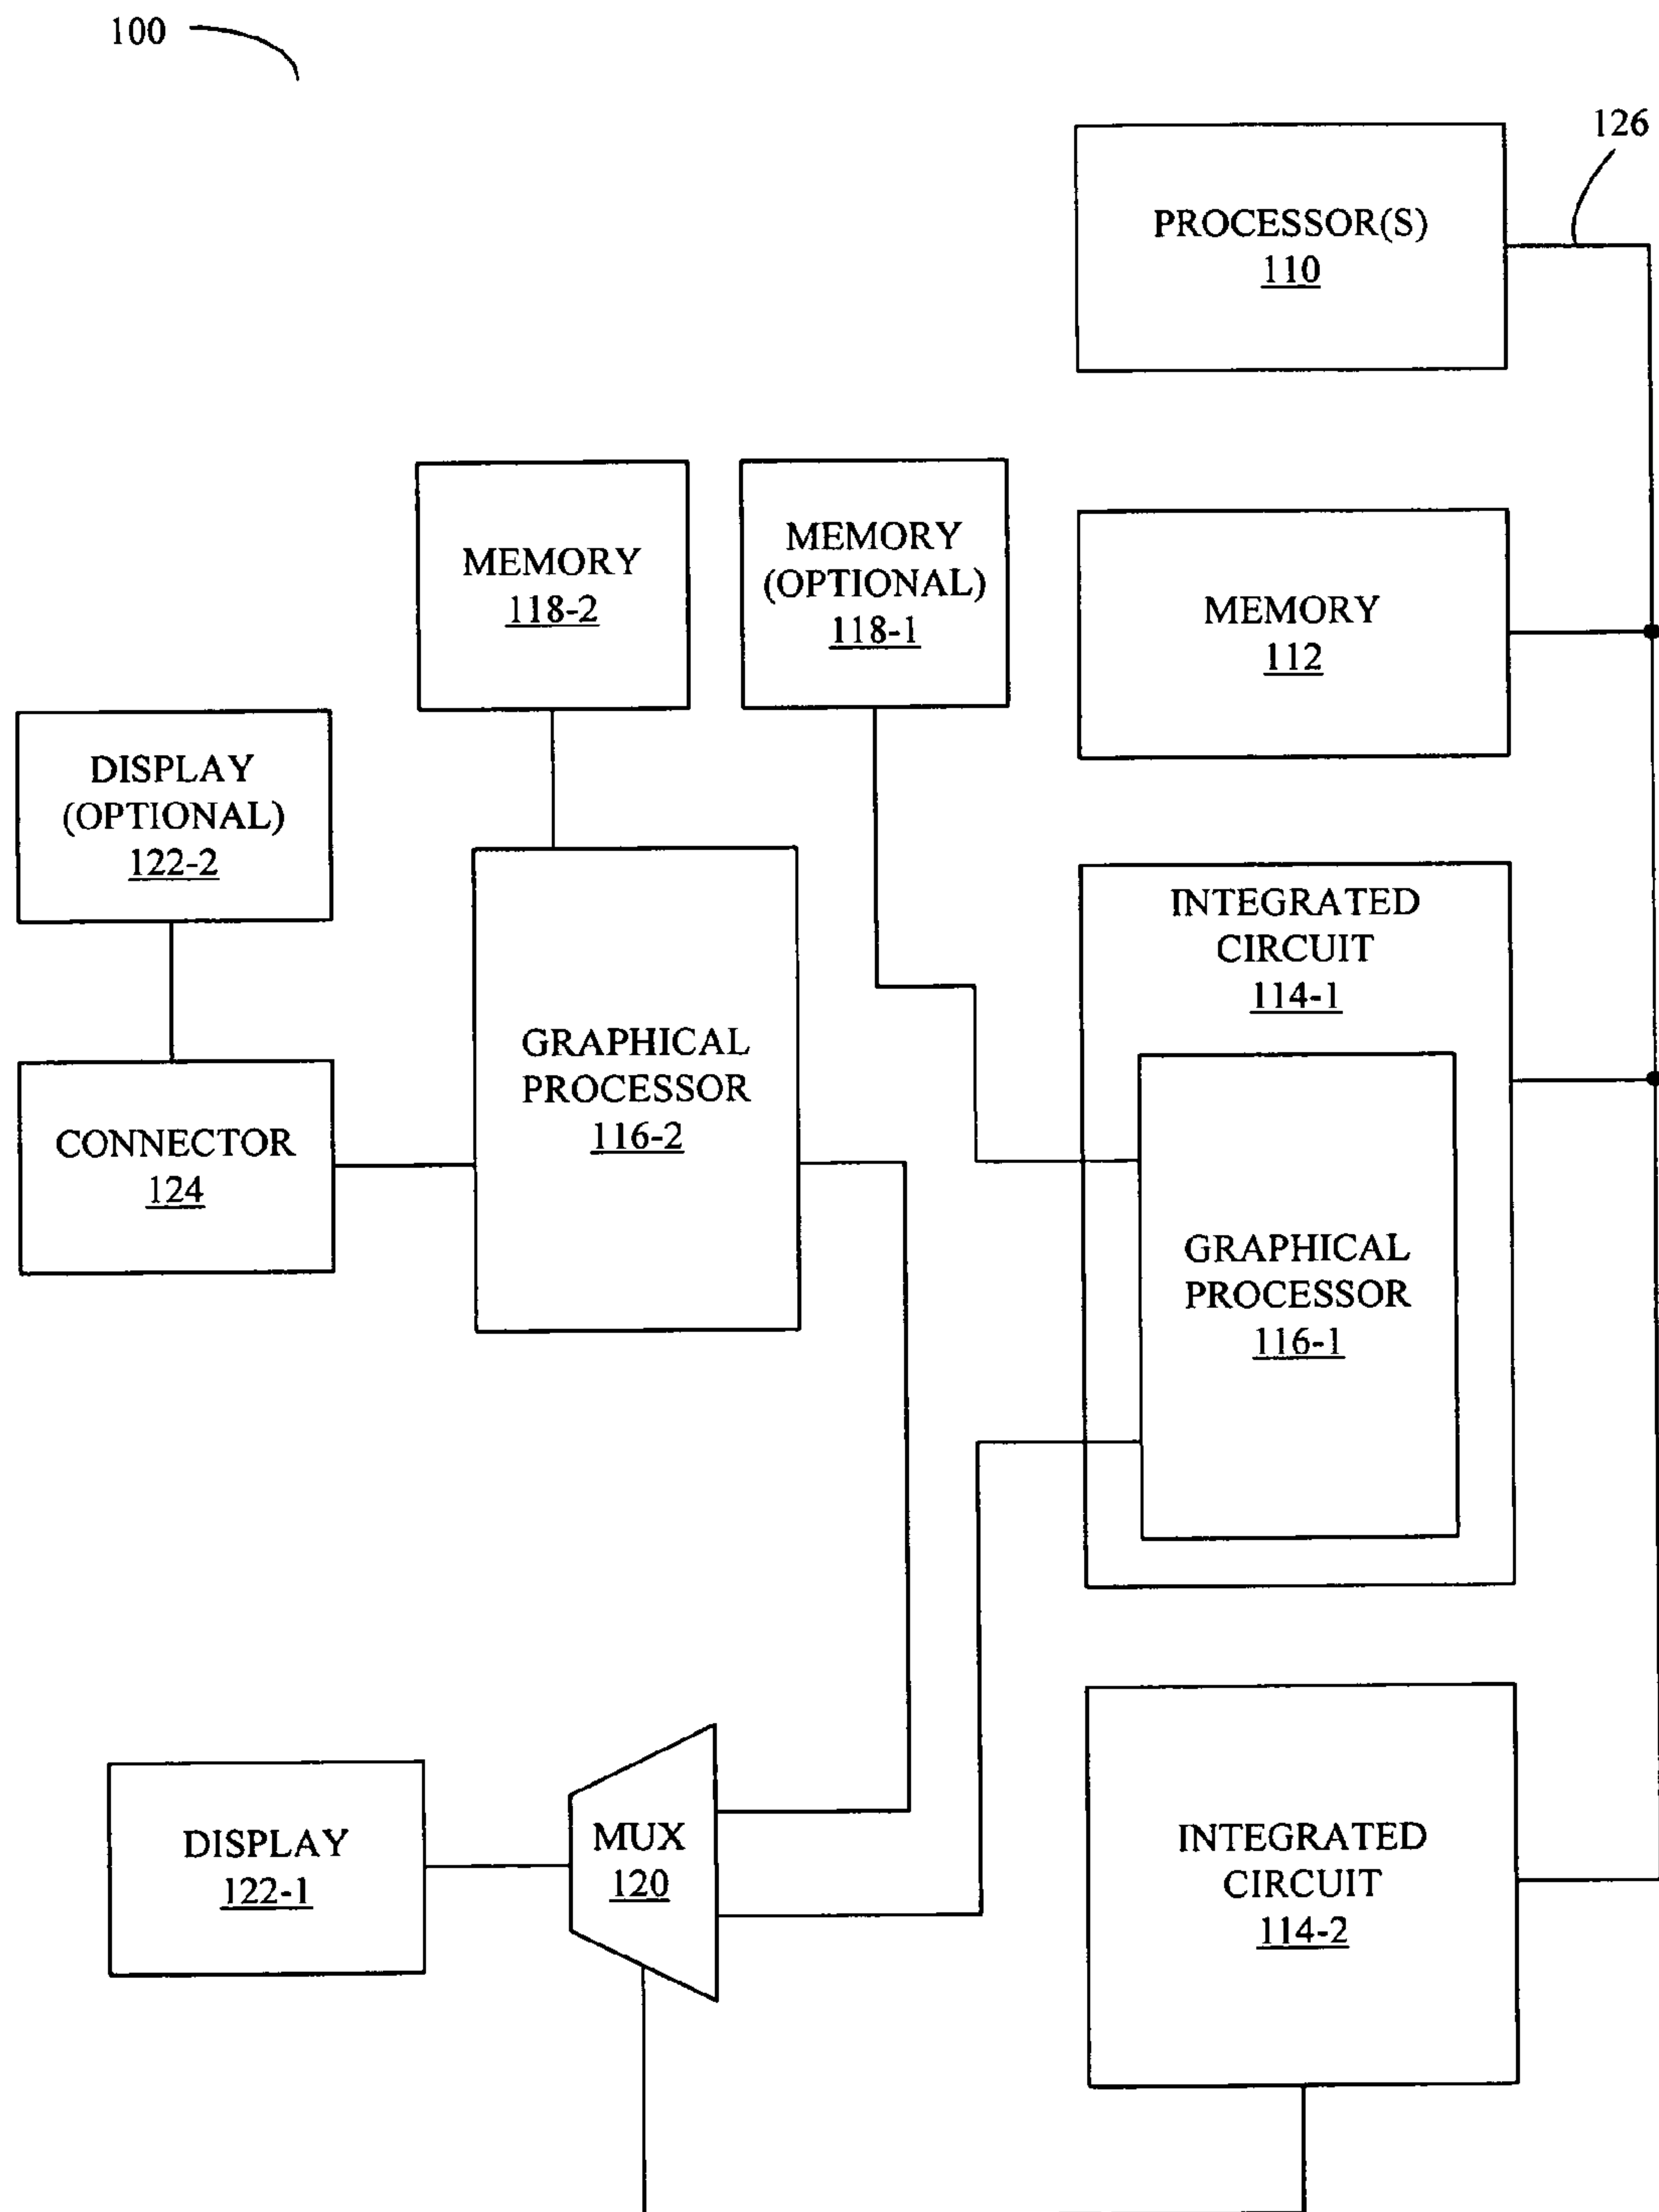 100
126
PROCESSOR(S)
110
MEMORY
118-2
MEMORY
(OPTIONAL)
118-1
MEMORY
112
DISPLAY
(OPTIONAL)
122-2
INTEGRATED
CIRCUIT
114-1
GRAPHICAL
PROCESSOR
116-2
CONNECTOR
124
GRAPHICAL
PROCESSOR
116-1
DISPLAY
122-1
MUX
120
INTEGRATED
CIRCUIT
114-2